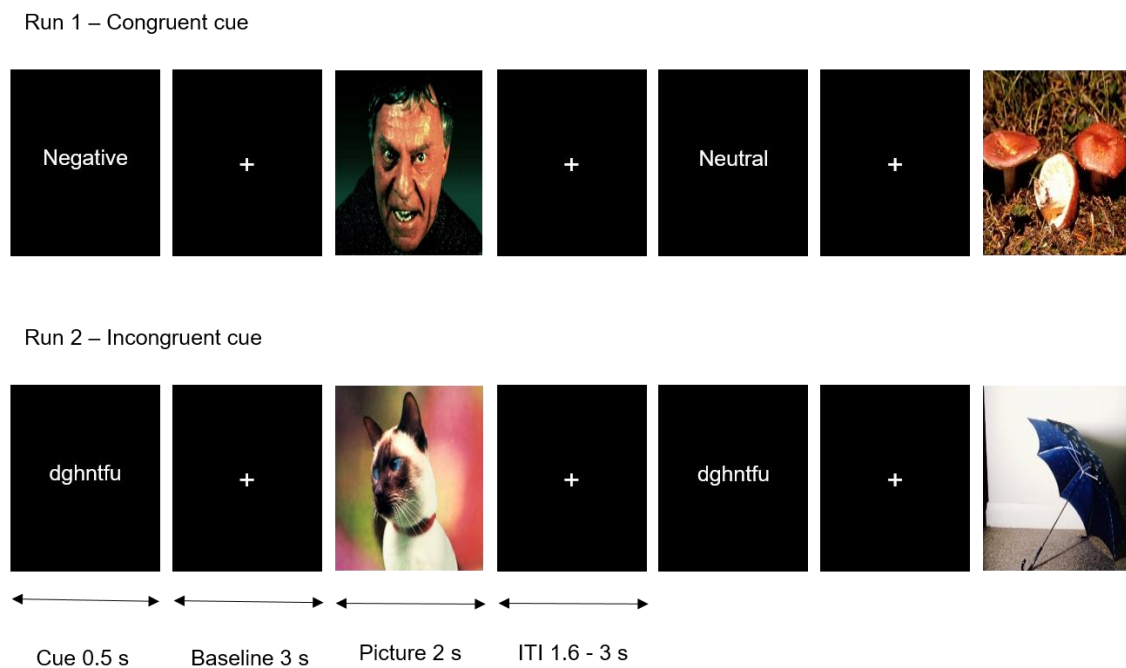 Run 1 – Congruent cue
Negative + + Neutral +
Run 2 – Incongruent cue
dghntfu + + dghntfu +
Cue 0.5 s Baseline 3 s Picture 2 s ITI 1.6 - 3 s